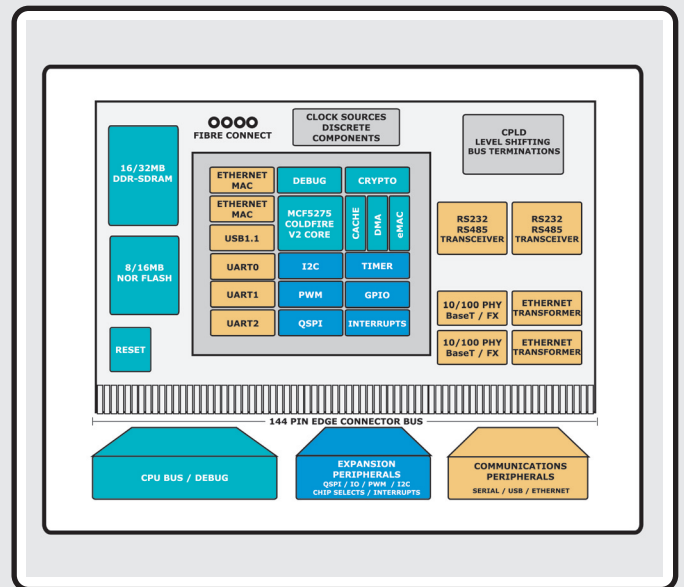 16/32MB
DDR-SDRAM
FIBRE CONNECT
CLOCK SOURCES
DISCRETE
COMPONENTS
CPLD
LEVEL SHIFTING
BUS TERMINATIONS
ETHERNET
MAC
DEBUG
CRYPTO
ETHERNET
MAC
MCF5275
COLDFIRE
V2 CORE
CACHE
DMA
eMAC
USB1.1
RS232
RS485
TRANSCEIVER
RS232
RS485
TRANSCEIVER
8/16MB
NOR FLASH
UART0
I2C
TIMER
UART1
PWM
GPIO
UART2
QSPI
INTERRUPTS
10/100 PHY
BaseT / FX
ETHERNET
TRANSFORMER
RESET
10/100 PHY
BaseT / FX
ETHERNET
TRANSFORMER
144 PIN EDGE CONNECTOR BUS
CPU BUS / DEBUG
EXPANSION
PERIPHERALS
QSPI / IO / PWM / I2C
CHIP SELECTS / INTERRUPTS
COMMUNICATIONS
PERIPHERALS
SERIAL / USB / ETHERNET